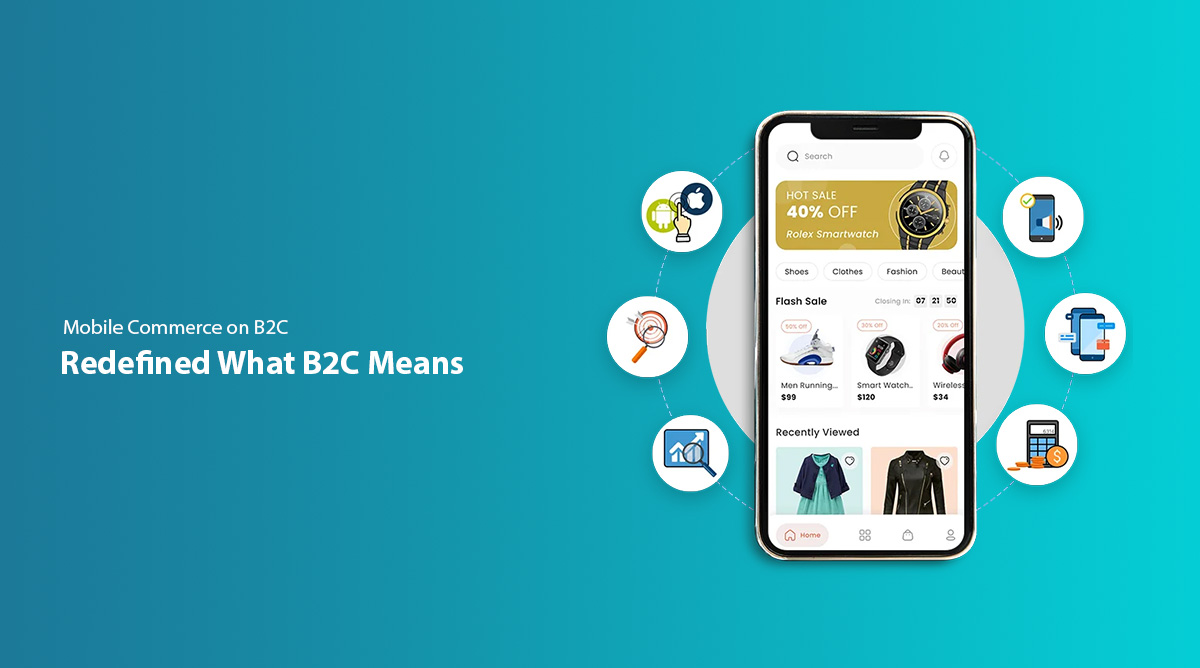 Mobile Commerce on B2C
Redefined What B2C Means
Search
HOT SALE
40% OFF
Rolex Smartwatch
Shoes
Clothes
Fashion
Beaut
Flash Sale
Closing In: 07 21 50
50% Off
30% Off
20% Off
Men Running...
$99
Smart Watch..
$120
Wireless
$34
Recently Viewed
Home